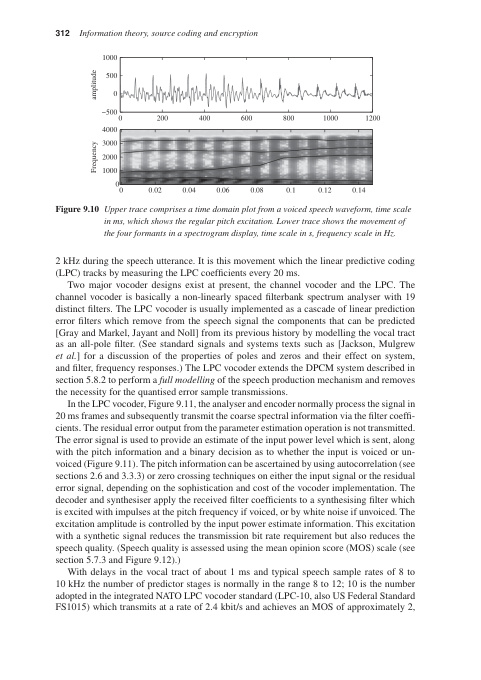 312 Information theory, source coding and encryption
1000
500
0
−500
amplitude
0 200 400 600 800 1000 1200
4000
3000
2000
1000
0
Frequency
0 0.02 0.04 0.06 0.08 0.1 0.12 0.14
Figure 9.10 Upper trace comprises a time domain plot from a voiced speech waveform, time scale
in ms, which shows the regular pitch excitation. Lower trace shows the movement of
the four formants in a spectrogram display, time scale in s, frequency scale in Hz.
2 kHz during the speech utterance. It is this movement which the linear predictive coding
(LPC) tracks by measuring the LPC coefficients every 20 ms.
Two major vocoder designs exist at present, the channel vocoder and the LPC. The
channel vocoder is basically a non-linearly spaced filterbank spectrum analyser with 19
distinct filters. The LPC vocoder is usually implemented as a cascade of linear prediction
error filters which remove from the speech signal the components that can be predicted
[Gray and Markel, Jayant and Noll] from its previous history by modelling the vocal tract
as an all-pole filter. (See standard signals and systems texts such as [Jackson, Mulgrew
et al.] for a discussion of the properties of poles and zeros and their effect on system,
and filter, frequency responses.) The LPC vocoder extends the DPCM system described in
section 5.8.2 to perform a full modelling of the speech production mechanism and removes
the necessity for the quantised error sample transmissions.
In the LPC vocoder, Figure 9.11, the analyser and encoder normally process the signal in
20 ms frames and subsequently transmit the coarse spectral information via the filter coeffi-
cients. The residual error output from the parameter estimation operation is not transmitted.
The error signal is used to provide an estimate of the input power level which is sent, along
with the pitch information and a binary decision as to whether the input is voiced or un-
voiced (Figure 9.11). The pitch information can be ascertained by using autocorrelation (see
sections 2.6 and 3.3.3) or zero crossing techniques on either the input signal or the residual
error signal, depending on the sophistication and cost of the vocoder implementation. The
decoder and synthesiser apply the received filter coefficients to a synthesising filter which
is excited with impulses at the pitch frequency if voiced, or by white noise if unvoiced. The
excitation amplitude is controlled by the input power estimate information. This excitation
with a synthetic signal reduces the transmission bit rate requirement but also reduces the
speech quality. (Speech quality is assessed using the mean opinion score (MOS) scale (see
section 5.7.3 and Figure 9.12).)
With delays in the vocal tract of about 1 ms and typical speech sample rates of 8 to
10 kHz the number of predictor stages is normally in the range 8 to 12; 10 is the number
adopted in the integrated NATO LPC vocoder standard (LPC-10, also US Federal Standard
FS1015) which transmits at a rate of 2.4 kbit/s and achieves an MOS of approximately 2,